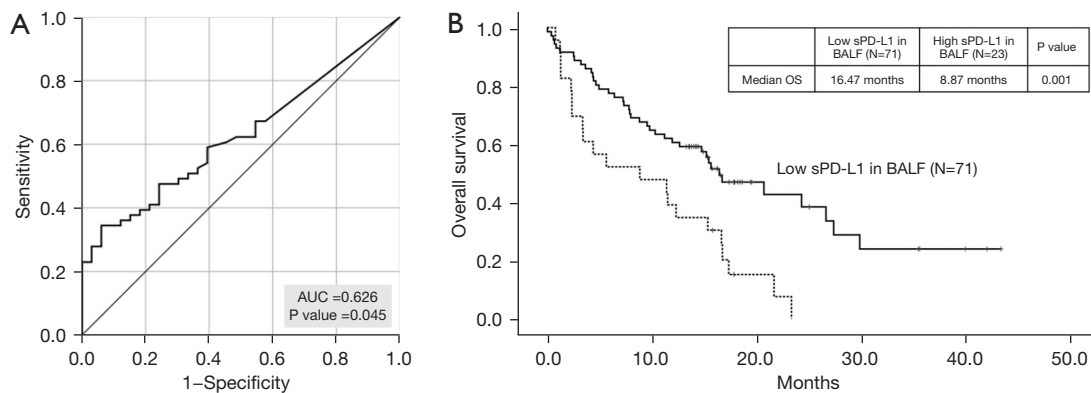 A
1.0
0.8
0.6
0.4
0.2
0.0
Sensitivity
AUC =0.626
P value =0.045
0.0 0.2 0.4 0.6 0.8 1.0
1−Specificity
B
1.0
0.8
0.6
0.4
0.2
0.0
Overall survival
Low sPD-L1 in BALF (N=71) High sPD-L1 in BALF (N=23) P value
Median OS 16.47 months 8.87 months 0.001
Low sPD-L1 in BALF (N=71)
0.0 10.0 20.0 30.0 40.0 50.0
Months